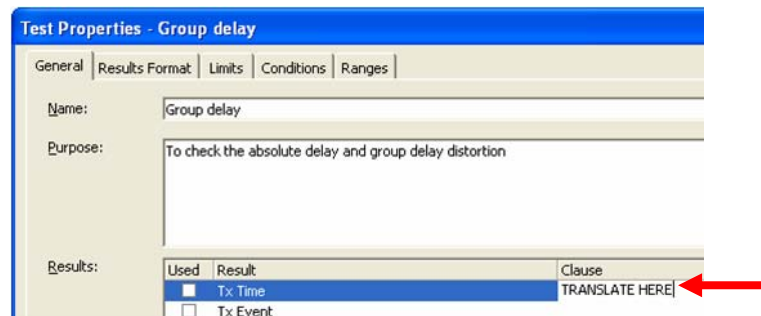 Test Properties - Group delay
General Results Format Limits Conditions Ranges
Name: Group delay
Purpose: To check the absolute delay and group delay distortion
Results: Used Result Clause
Tx Time TRANSLATE HERE
Tx Event